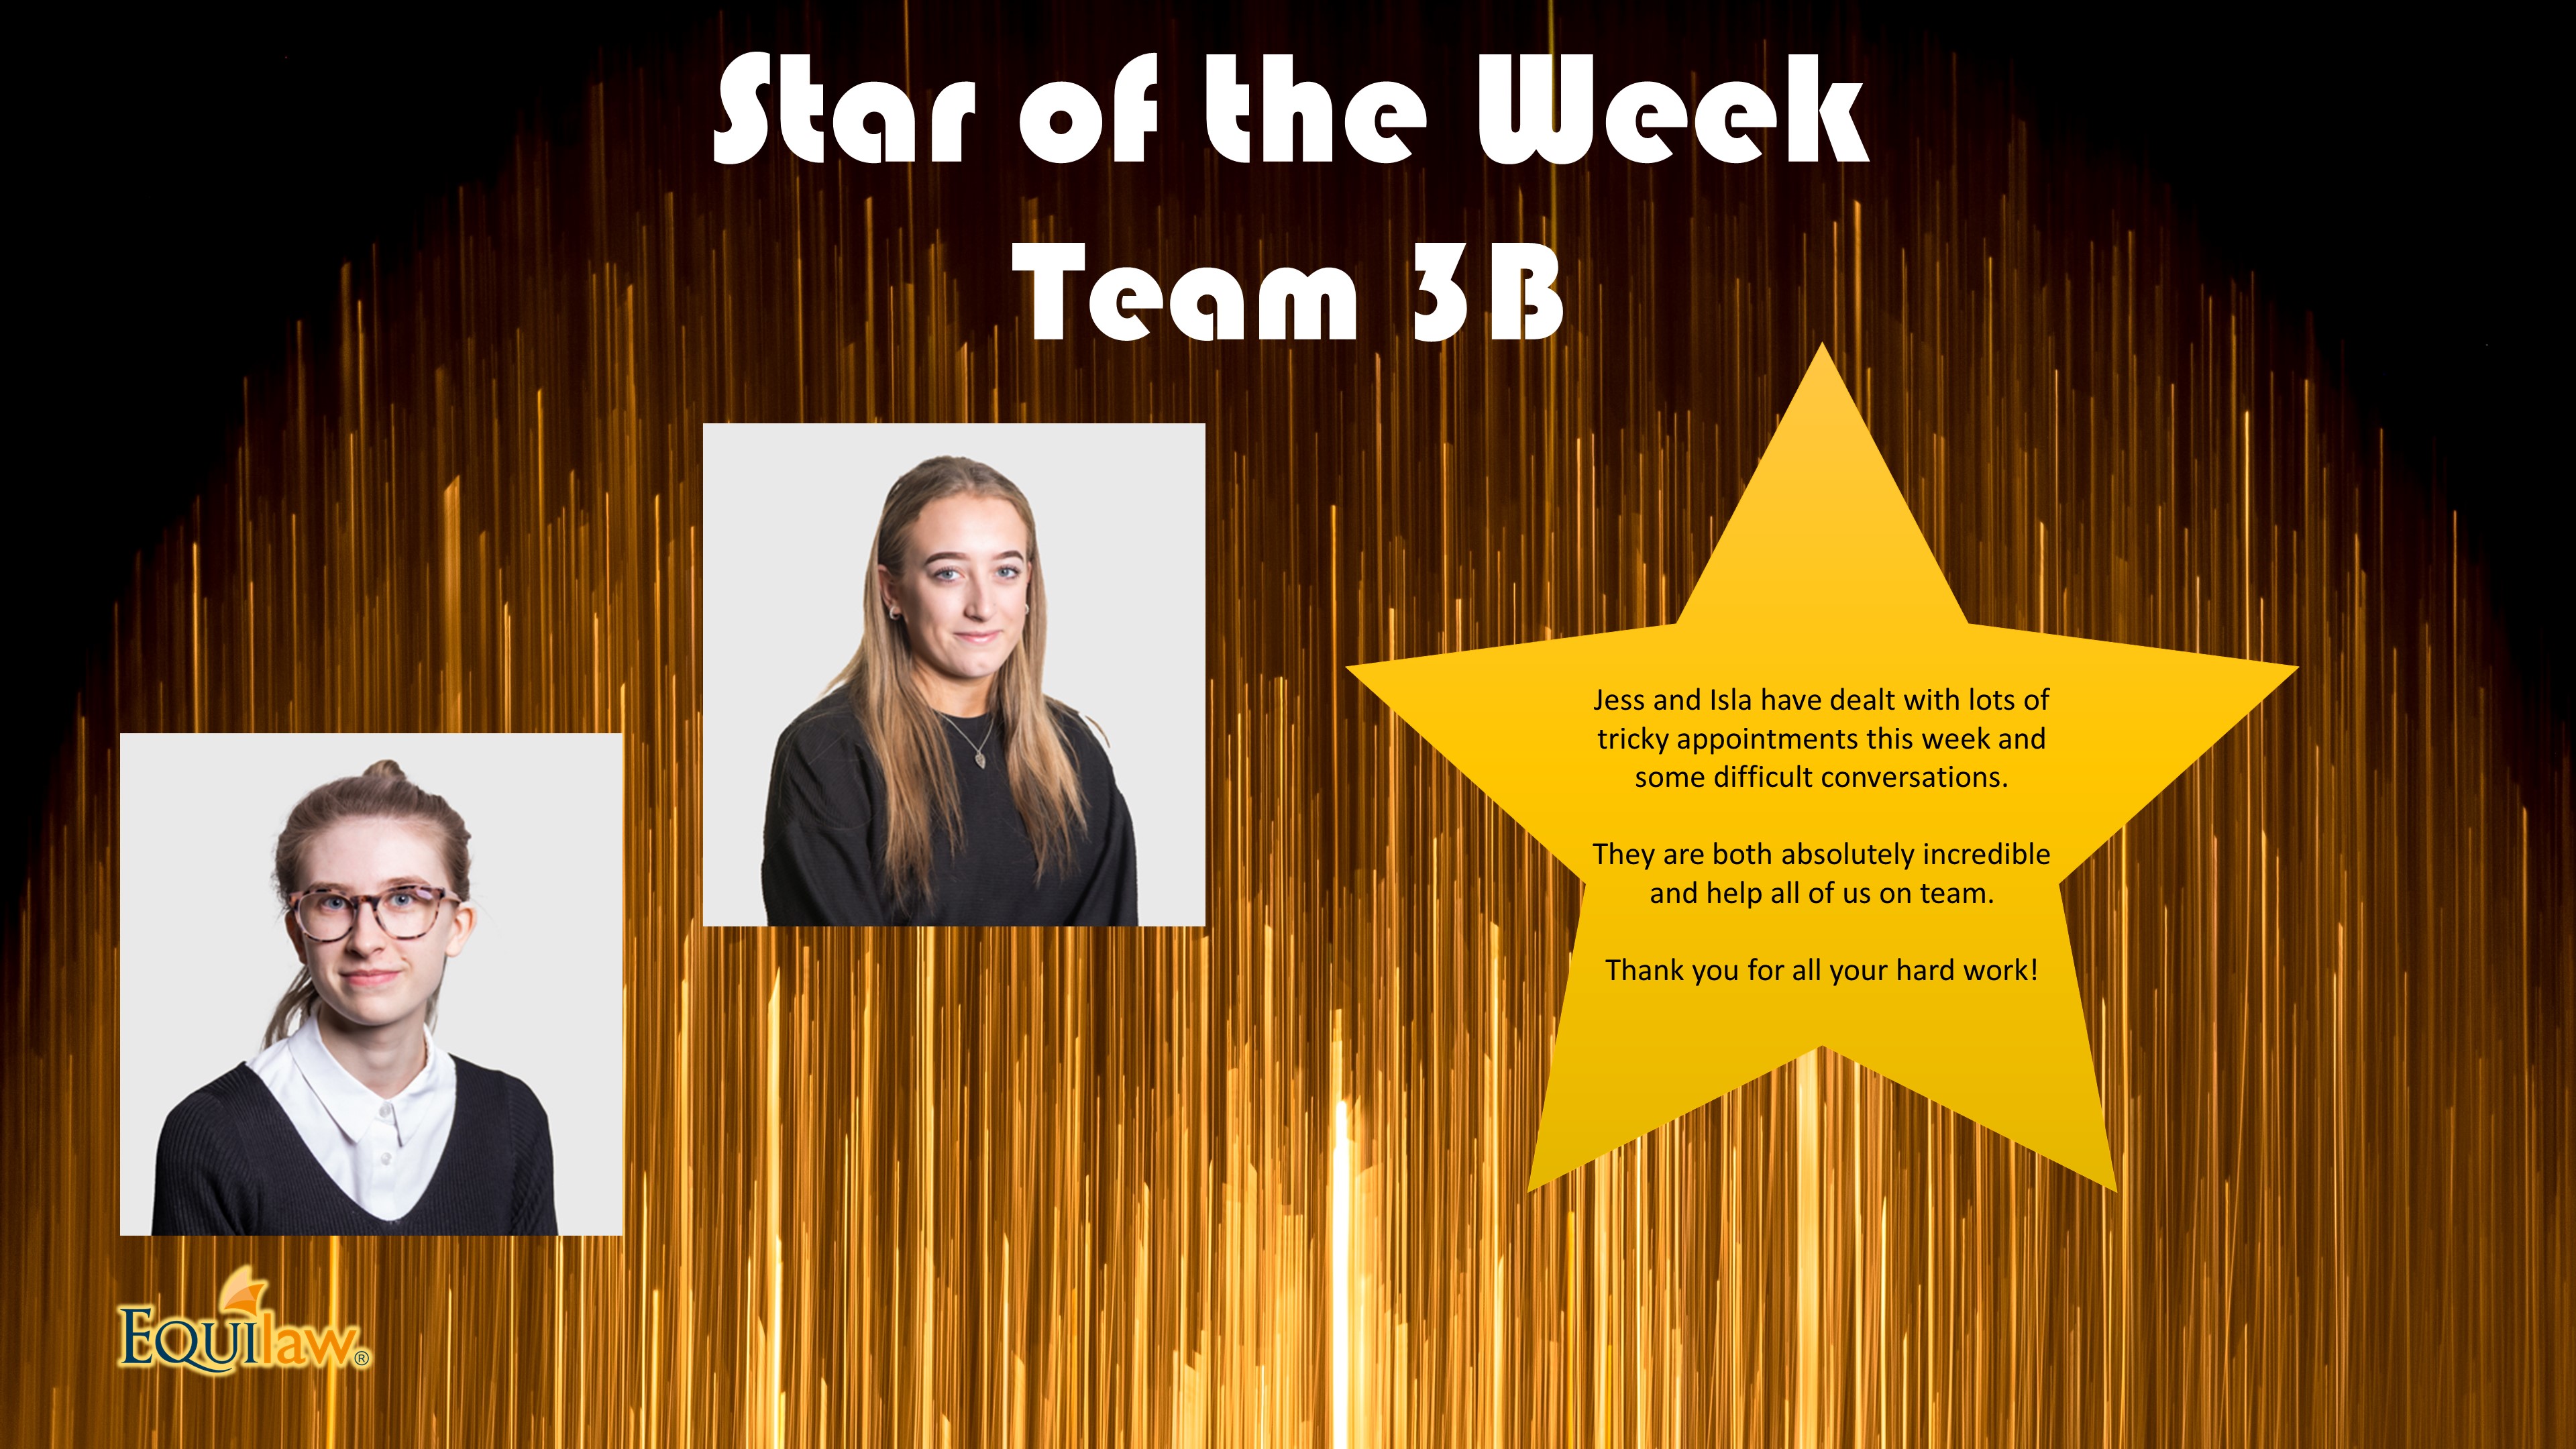 Star of the Week
Team 3B
Jess and Isla have dealt with lots of
tricky appointments this week and
some difficult conversations.
They are both absolutely incredible
and help all of us on team.
Thank you for all your hard work!
EQUIlaw®